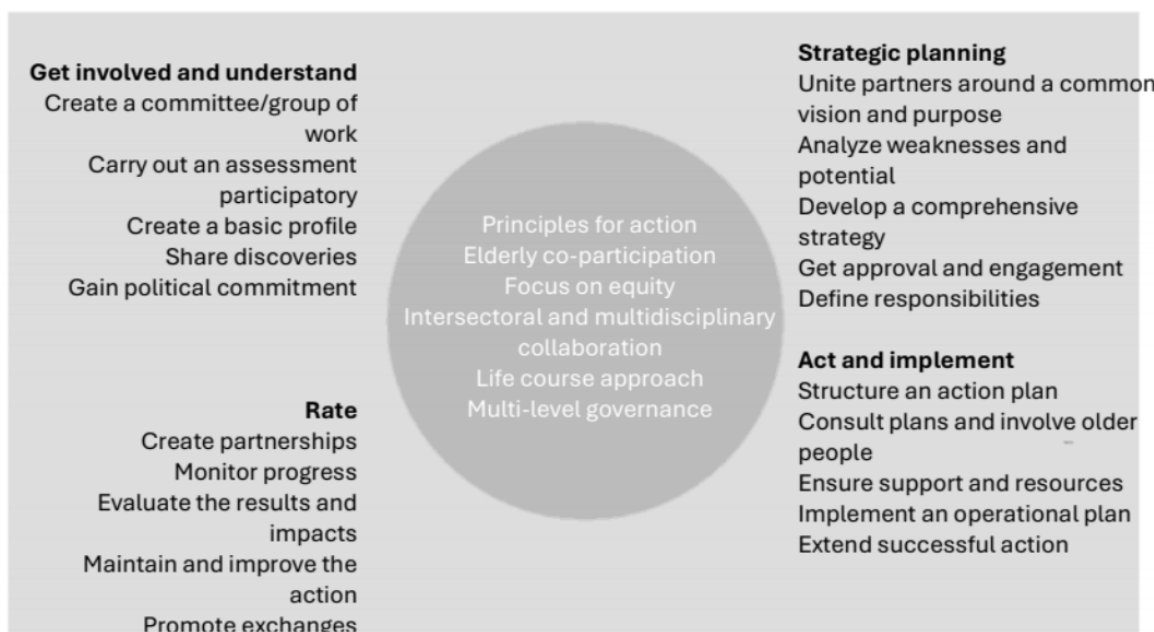 Get involved and understand
Create a committee/group of
work
Carry out an assessment
participatory
Create a basic profile
Share discoveries
Gain political commitment
Strategic planning
Unite partners around a common
vision and purpose
Analyze weaknesses and
potential
Develop a comprehensive
strategy
Get approval and engagement
Define responsibilities
Principles for action
Elderly co-participation
Focus on equity
Intersectoral and multidisciplinary
collaboration
Life course approach
Multi-level governance
Rate
Create partnerships
Monitor progress
Evaluate the results and
impacts
Maintain and improve the
action
Promote exchanges
Act and implement
Structure an action plan
Consult plans and involve older
people
Ensure support and resources
Implement an operational plan
Extend successful action